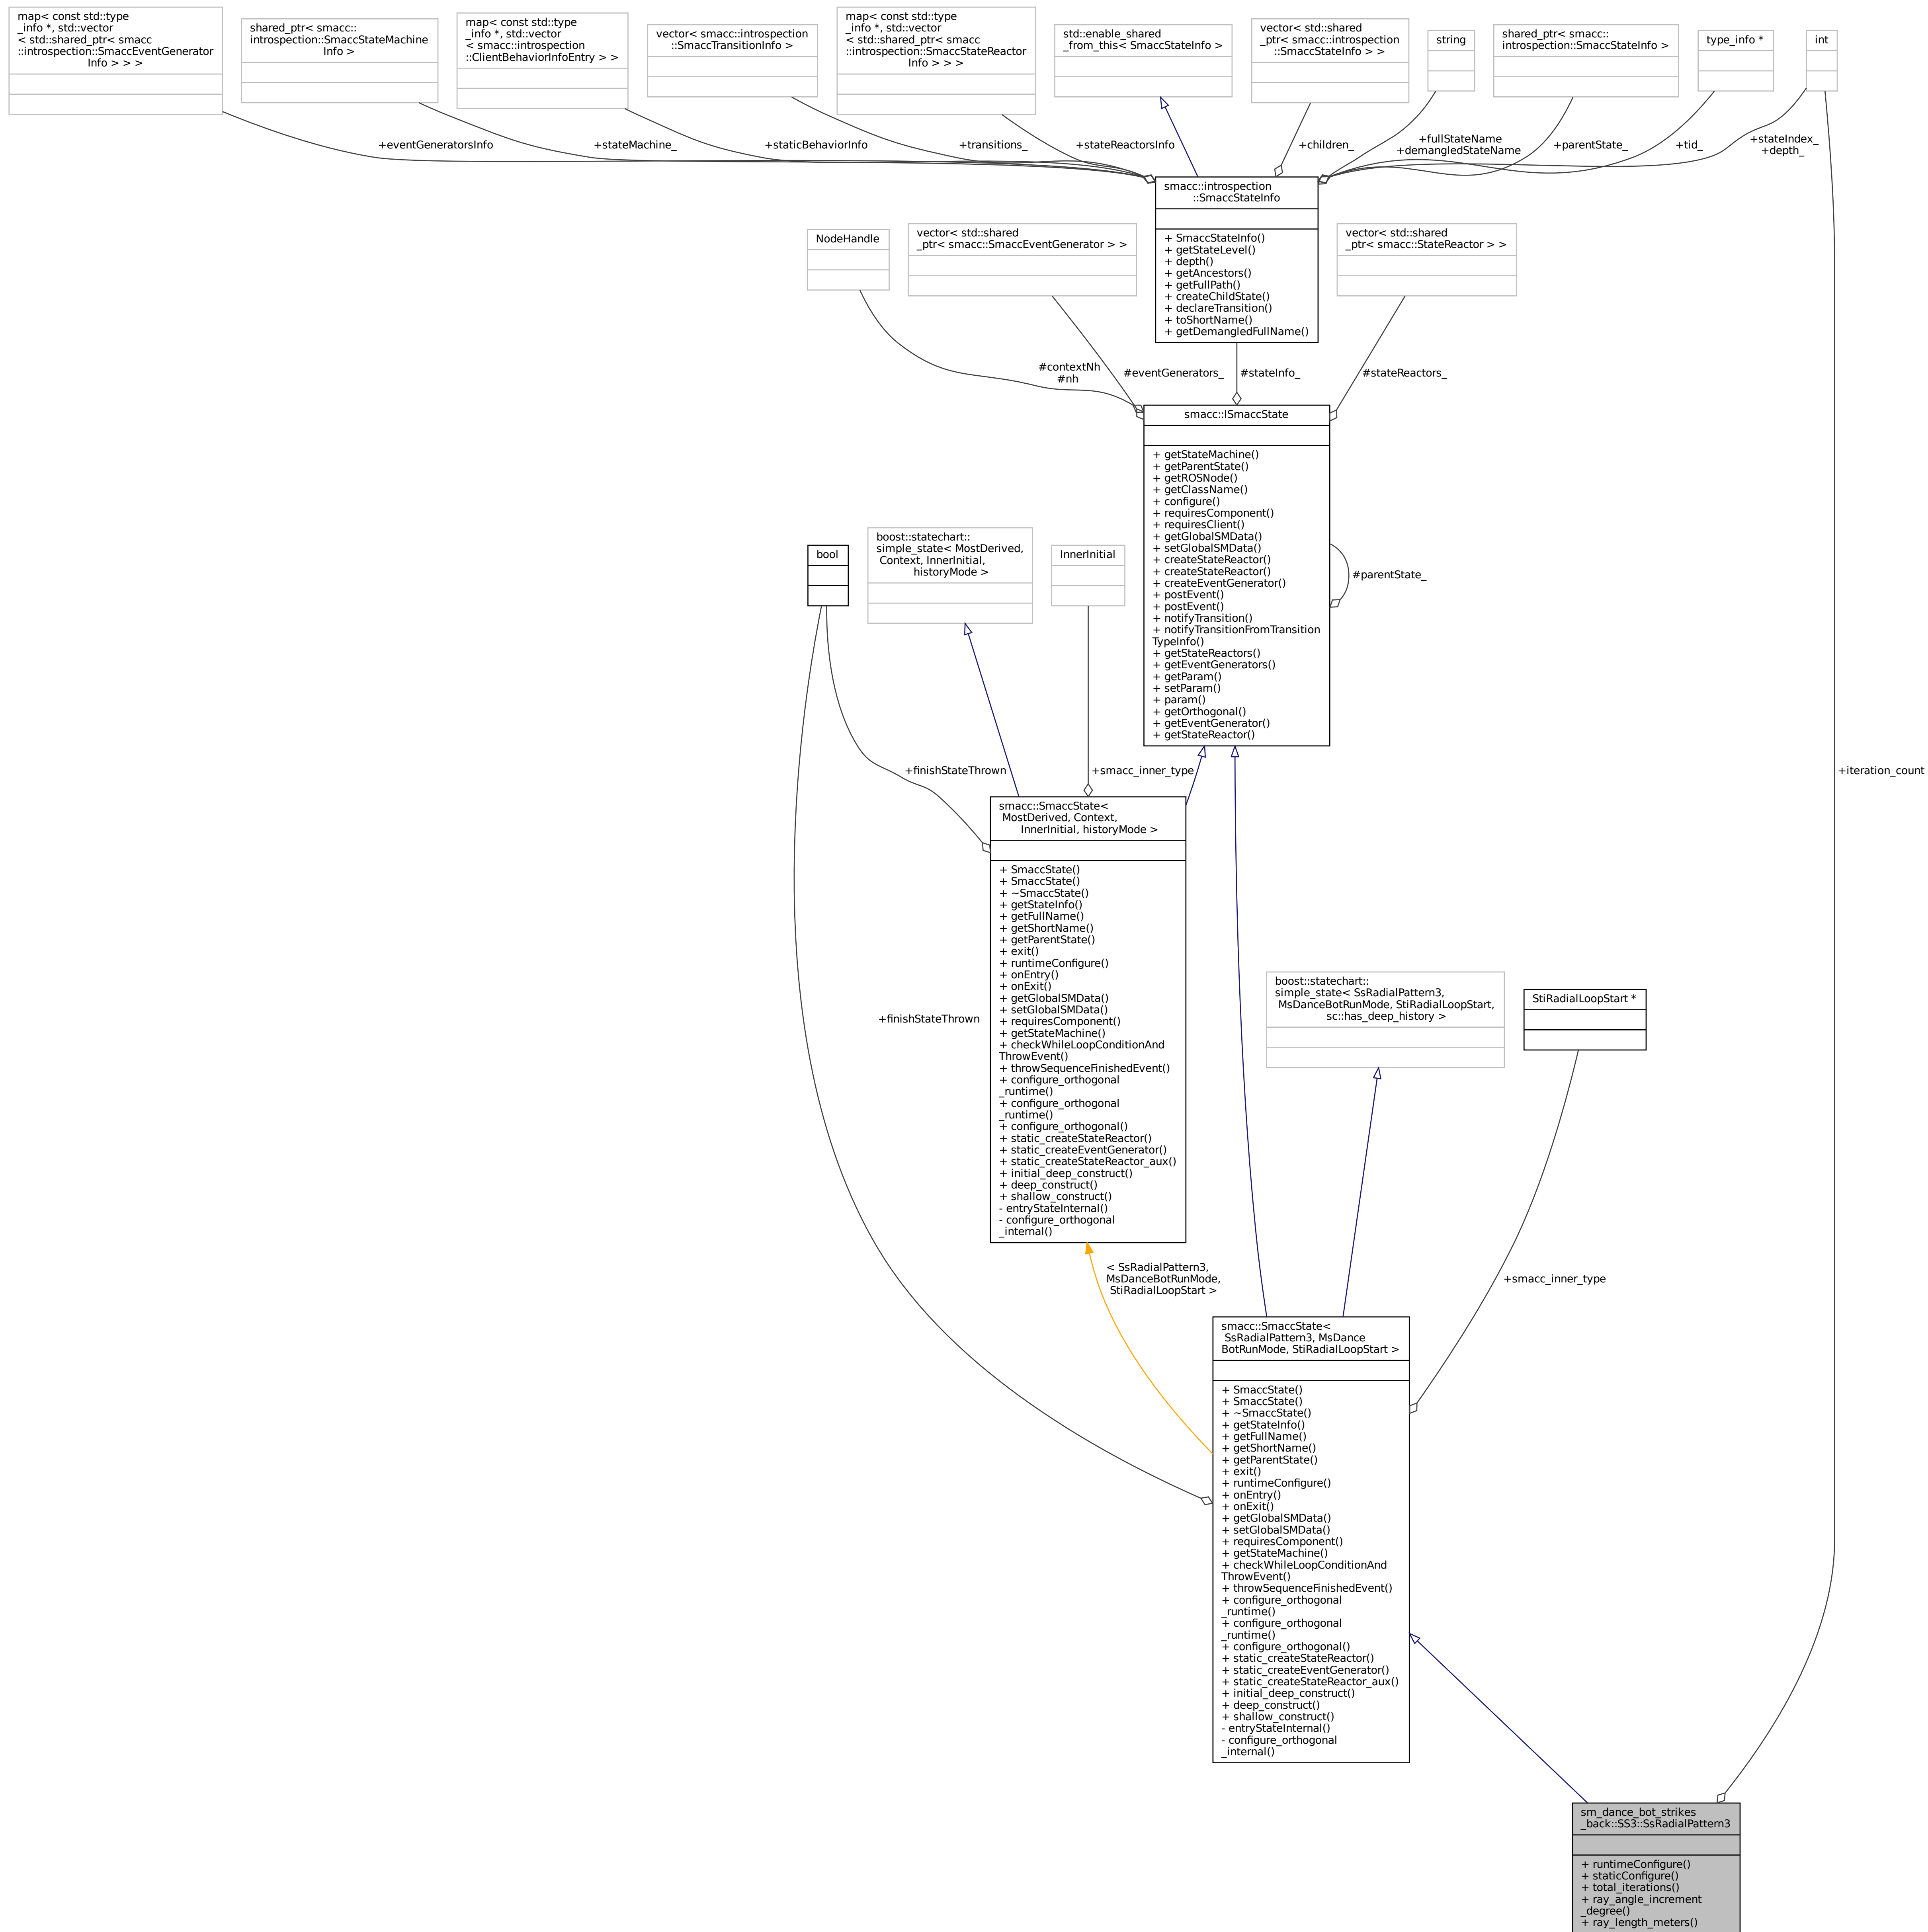 map< const std::type
_info *, std::vector
< std::shared_ptr< smacc
::introspection::SmaccEventGenerator
Info > > >
shared_ptr< smacc::
introspection::SmaccStateMachine
Info >
map< const std::type
_info *, std::vector
< smacc::introspection
::ClientBehaviorInfoEntry > >
vector< smacc::introspection
::SmaccTransitionInfo >
map< const std::type
_info *, std::vector
< std::shared_ptr< smacc
::introspection::SmaccStateReactor
Info > > >
std::enable_shared
_from_this< SmaccStateInfo >
vector< std::shared
_ptr< smacc::introspection
::SmaccStateInfo > >
string
shared_ptr< smacc::
introspection::SmaccStateInfo >
type_info *
int
+eventGeneratorsInfo
+stateMachine_
+staticBehaviorInfo
+transitions_
+stateReactorsInfo
+children_
+fullStateName
+demangledStateName
+parentState_
+tid_
+stateIndex_
+depth_
smacc::introspection
::SmaccStateInfo
+ SmaccStateInfo()
+ getStateLevel()
+ depth()
+ getAncestors()
+ getFullPath()
+ createChildState()
+ declareTransition()
+ toShortName()
+ getDemangledFullName()
NodeHandle
vector< std::shared
_ptr< smacc::SmaccEventGenerator > >
vector< std::shared
_ptr< smacc::StateReactor > >
#contextNh
#nh
#eventGenerators_
#stateInfo_
#stateReactors_
smacc::ISmaccState
+ getStateMachine()
+ getParentState()
+ getROSNode()
+ getClassName()
+ configure()
+ requiresComponent()
+ requiresClient()
+ getGlobalSMData()
+ setGlobalSMData()
+ createStateReactor()
+ createStateReactor()
+ createEventGenerator()
+ postEvent()
+ postEvent()
+ notifyTransition()
+ notifyTransitionFromTransition
TypeInfo()
+ getStateReactors()
+ getEventGenerators()
+ getParam()
+ setParam()
+ param()
+ getOrthogonal()
+ getEventGenerator()
+ getStateReactor()
#parentState_
bool
boost::statechart::
simple_state< MostDerived,
Context, InnerInitial,
historyMode >
InnerInitial
+finishStateThrown
+smacc_inner_type
+iteration_count
smacc::SmaccState<
MostDerived, Context,
InnerInitial, historyMode >
+ SmaccState()
+ SmaccState()
+ ~SmaccState()
+ getStateInfo()
+ getFullName()
+ getShortName()
+ getParentState()
+ exit()
+ runtimeConfigure()
+ onEntry()
+ onExit()
+ getGlobalSMData()
+ setGlobalSMData()
+ requiresComponent()
+ getStateMachine()
+ checkWhileLoopConditionAnd
ThrowEvent()
+ throwSequenceFinishedEvent()
+ configure_orthogonal
_runtime()
+ configure_orthogonal
_runtime()
+ configure_orthogonal()
+ static_createStateReactor()
+ static_createEventGenerator()
+ static_createStateReactor_aux()
+ initial_deep_construct()
+ deep_construct()
+ shallow_construct()
- entryStateInternal()
- configure_orthogonal
_internal()
+finishStateThrown
boost::statechart::
simple_state< SsRadialPattern3,
MsDanceBotRunMode, StiRadialLoopStart,
sc::has_deep_history >
StiRadialLoopStart *
< SsRadialPattern3,
MsDanceBotRunMode,
StiRadialLoopStart >
+smacc_inner_type
smacc::SmaccState<
SsRadialPattern3, MsDance
BotRunMode, StiRadialLoopStart >
+ SmaccState()
+ SmaccState()
+ ~SmaccState()
+ getStateInfo()
+ getFullName()
+ getShortName()
+ getParentState()
+ exit()
+ runtimeConfigure()
+ onEntry()
+ onExit()
+ getGlobalSMData()
+ setGlobalSMData()
+ requiresComponent()
+ getStateMachine()
+ checkWhileLoopConditionAnd
ThrowEvent()
+ throwSequenceFinishedEvent()
+ configure_orthogonal
_runtime()
+ configure_orthogonal
_runtime()
+ configure_orthogonal()
+ static_createStateReactor()
+ static_createEventGenerator()
+ static_createStateReactor_aux()
+ initial_deep_construct()
+ deep_construct()
+ shallow_construct()
- entryStateInternal()
- configure_orthogonal
_internal()
sm_dance_bot_strikes
_back::SS3::SsRadialPattern3
+ runtimeConfigure()
+ staticConfigure()
+ total_iterations()
+ ray_angle_increment
_degree()
+ ray_length_meters()